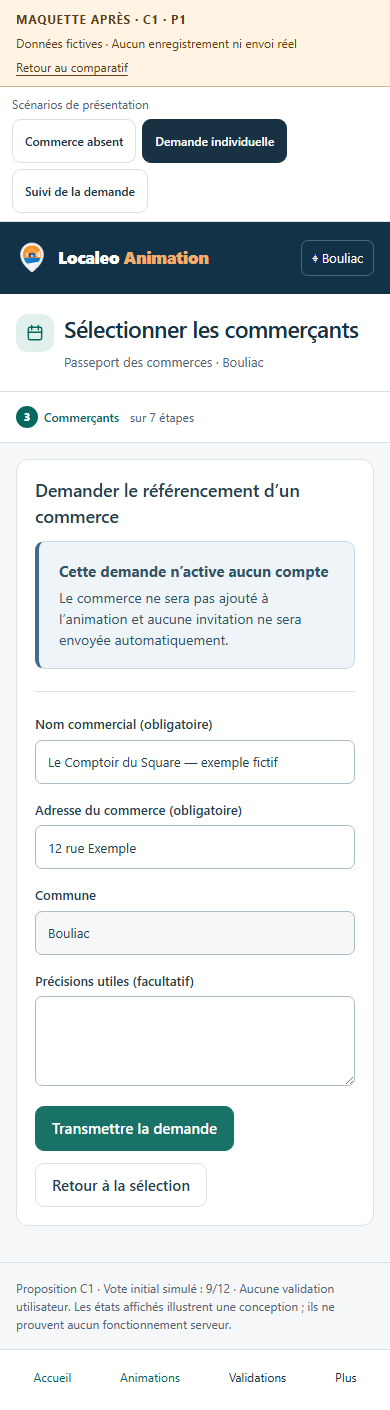 MAQUETTE APRÈS · C1 · P1
Données fictives · Aucun enregistrement ni envoi réel
Retour au comparatif
Scénarios de présentation
Commerce absent
Demande individuelle
Suivi de la demande
Localeo Animation
Bouliac
Sélectionner les commerçants
Passeport des commerces · Bouliac
3 Commerçants sur 7 étapes
Demander le référencement d’un
commerce
Cette demande n’active aucun compte
Le commerce ne sera pas ajouté à
l’animation et aucune invitation ne sera
envoyée automatiquement.
Nom commercial (obligatoire)
Le Comptoir du Square — exemple fictif
Adresse du commerce (obligatoire)
12 rue Exemple
Commune
Bouliac
Précisions utiles (facultatif)
Transmettre la demande
Retour à la sélection
Proposition C1 · Vote initial simulé : 9/12 · Aucune validation
utilisateur. Les états affichés illustrent une conception ; ils ne
prouvent aucun fonctionnement serveur.
Accueil
Animations
Validations
Plus